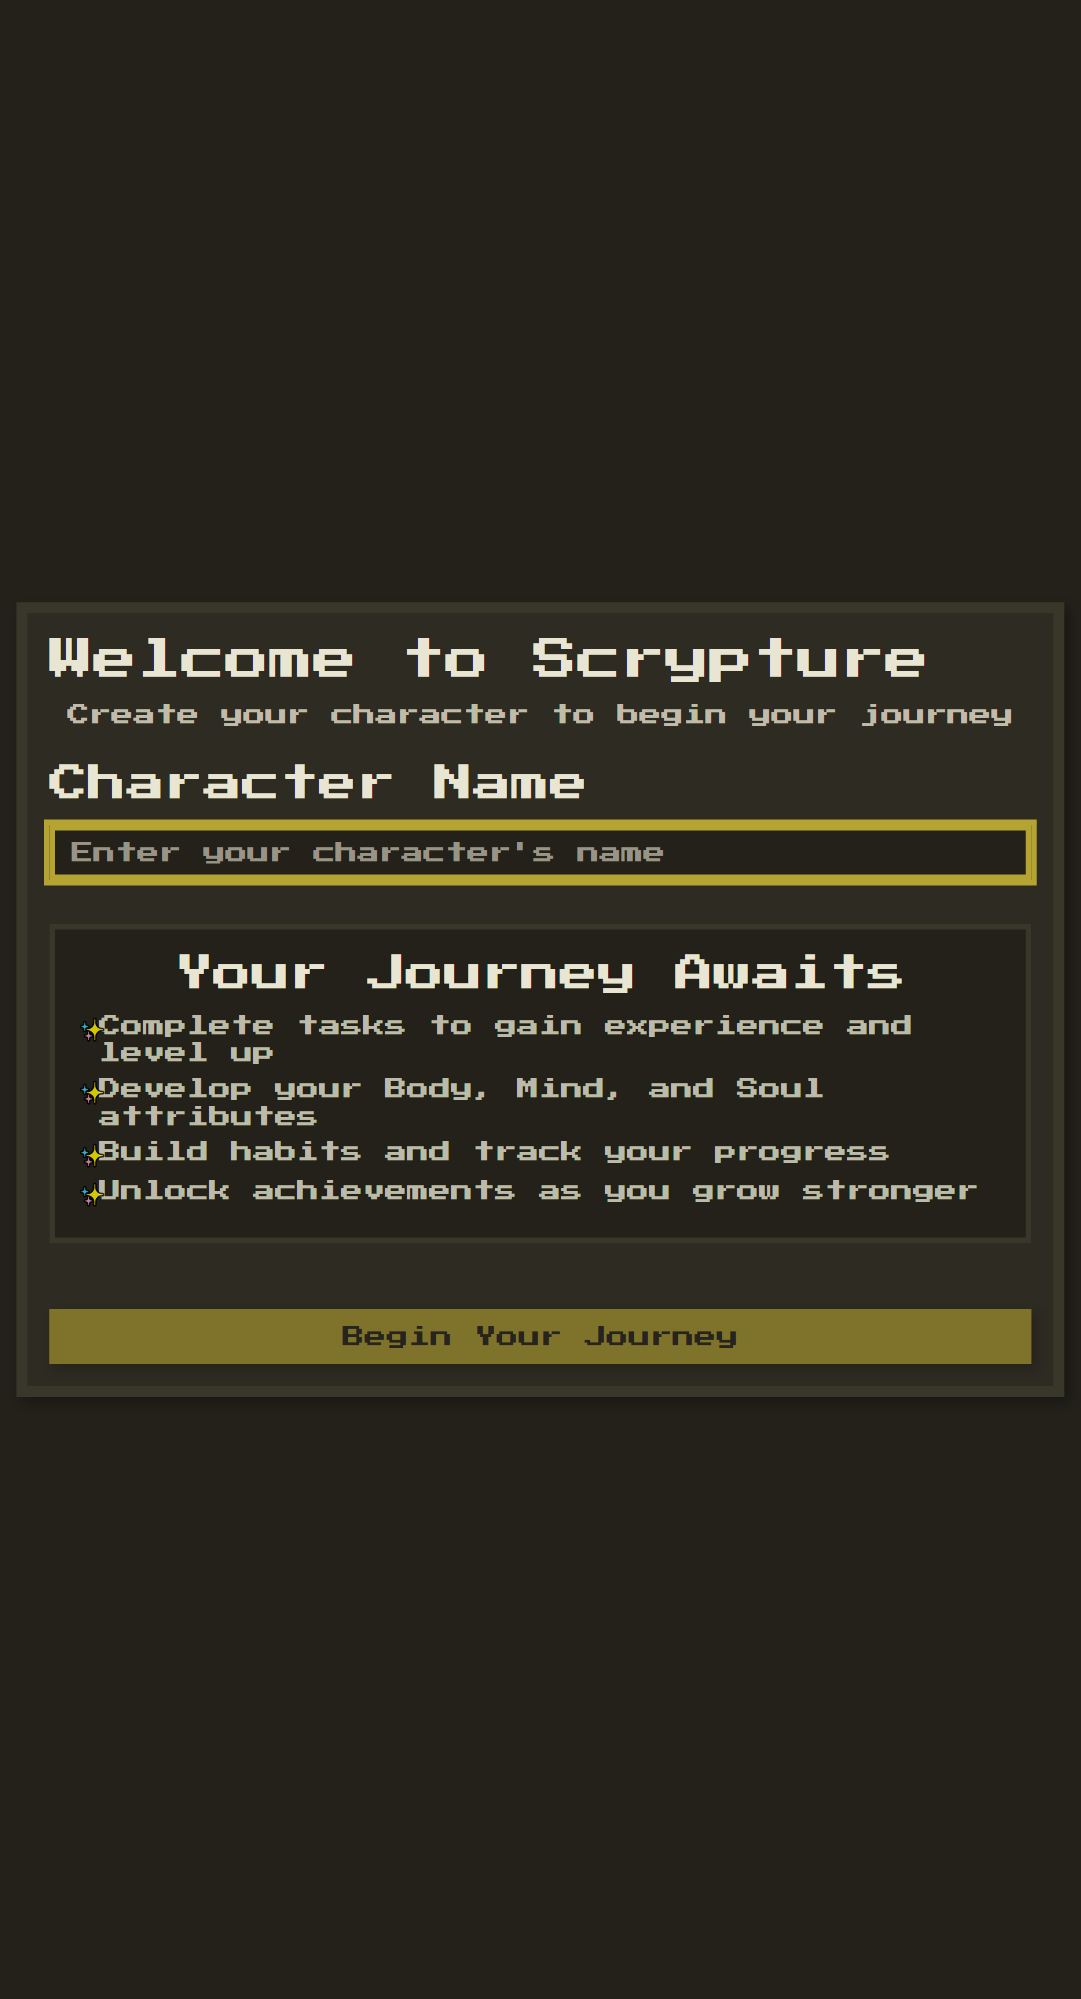 Welcome to Scrypture
Create your character to begin your journey
Character Name
Enter your character's name
Your Journey Awaits
✨Complete tasks to gain experience and
level up
✨Develop your Body, Mind, and Soul
attributes
✨Build habits and track your progress
✨Unlock achievements as you grow stronger
Begin Your Journey